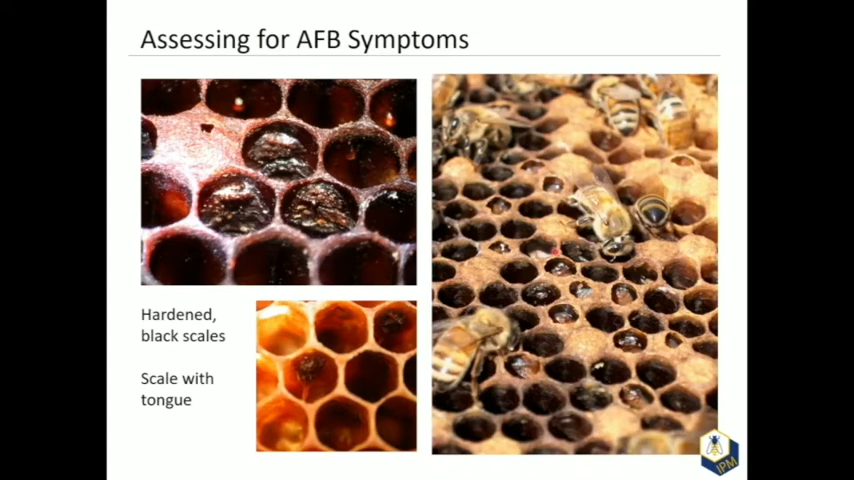 Assessing for AFB Symptoms
Hardened,
black scales
Scale with
tongue
IPM